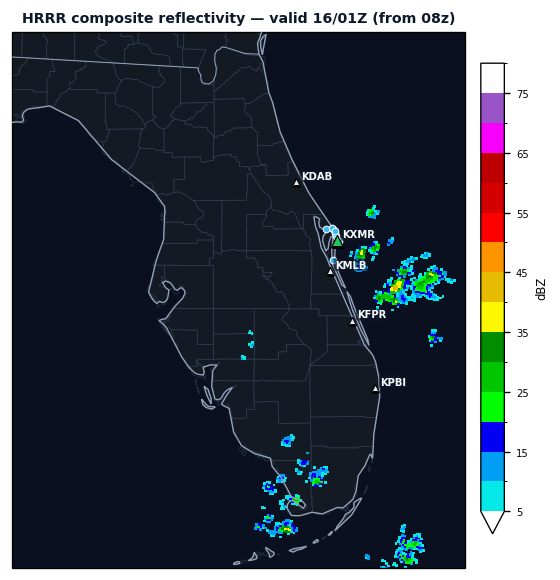 HRRR composite reflectivity — valid 16/01Z (from 08z)
KDAB
KXMR
KMLB
KFPR
KPBI
75
65
55
45
35
25
15
5
dBZ